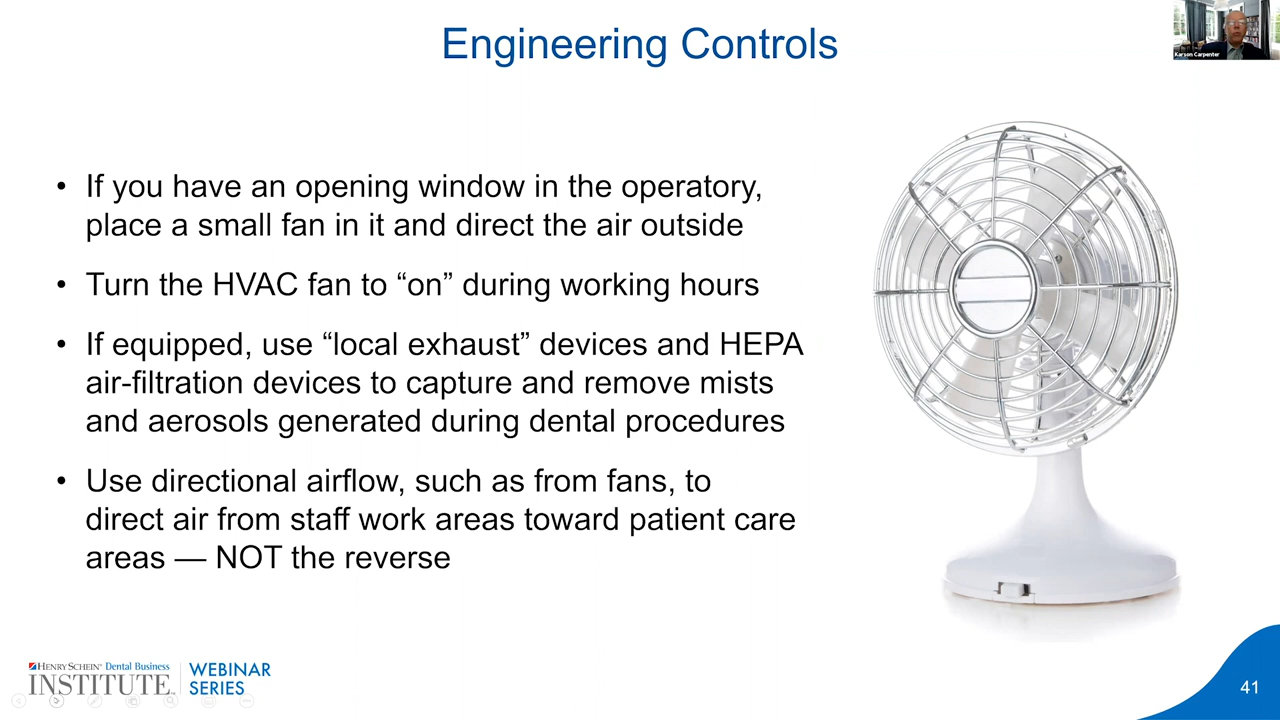 Engineering Controls
Karson Carpenter
• If you have an opening window in the operatory,
place a small fan in it and direct the air outside
• Turn the HVAC fan to “on” during working hours
• If equipped, use “local exhaust” devices and HEPA
air-filtration devices to capture and remove mists
and aerosols generated during dental procedures
• Use directional airflow, such as from fans, to
direct air from staff work areas toward patient care
areas — NOT the reverse
HENRY SCHEIN® Dental Business
INSTITUTE™
WEBINAR
SERIES
41